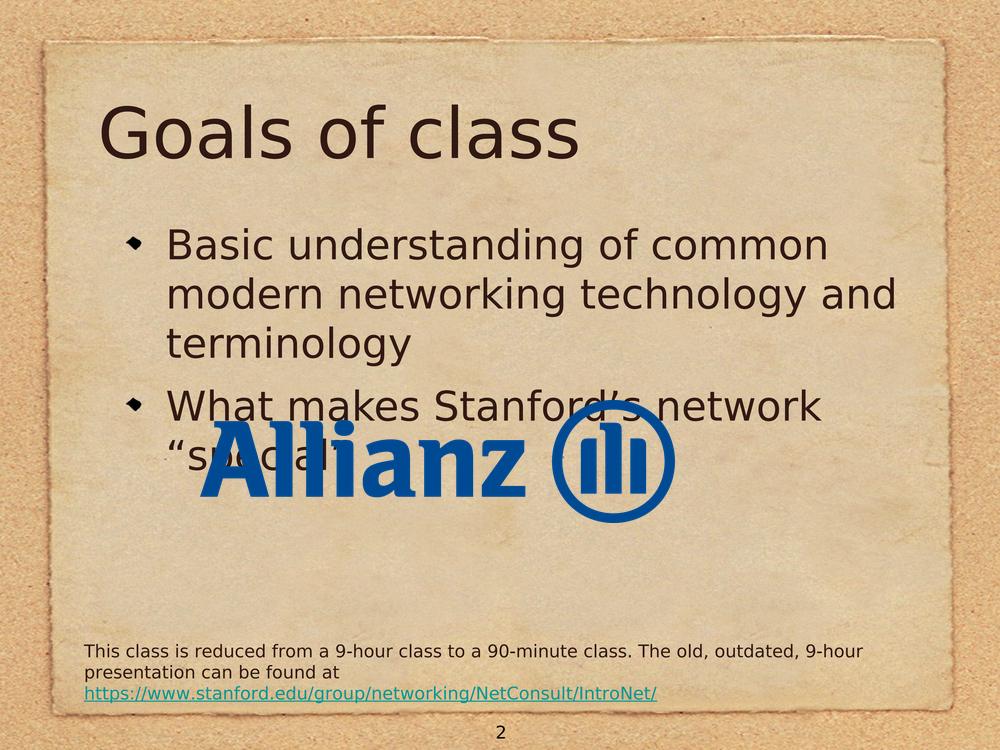 Goals of class
Basic understanding of common
modern networking technology and
terminology
What makes Stanford’s network
“special”
Allianz
This class is reduced from a 9-hour class to a 90-minute class. The old, outdated, 9-hour
presentation can be found at
https://www.stanford.edu/group/networking/NetConsult/IntroNet/
2